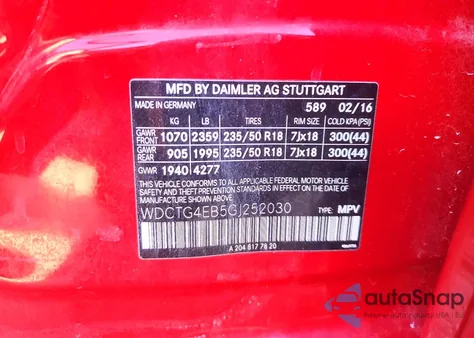 MFD BY DAIMLER AG STUTTGART
MADE IN GERMANY 589 02/16
KG LB TIRES RIM SIZE COLD KPA(PSI)
GAWR FRONT 1070 2359 235/50 R18 7Jx18 300(44)
GAWR REAR 905 1995 235/50 R18 7Jx18 300(44)
GVWR 1940 4277
THIS VEHICLE CONFORMS TO ALL APPLICABLE FEDERAL MOTOR VEHICLE
SAFETY AND THEFT PREVENTION STANDARDS IN EFFECT ON THE DATE OF
MANUFACTURE SHOWN ABOVE.
WDCTG4EB5GJ252030 TYPE: MPV
A 204 817 78 20
autoSnap